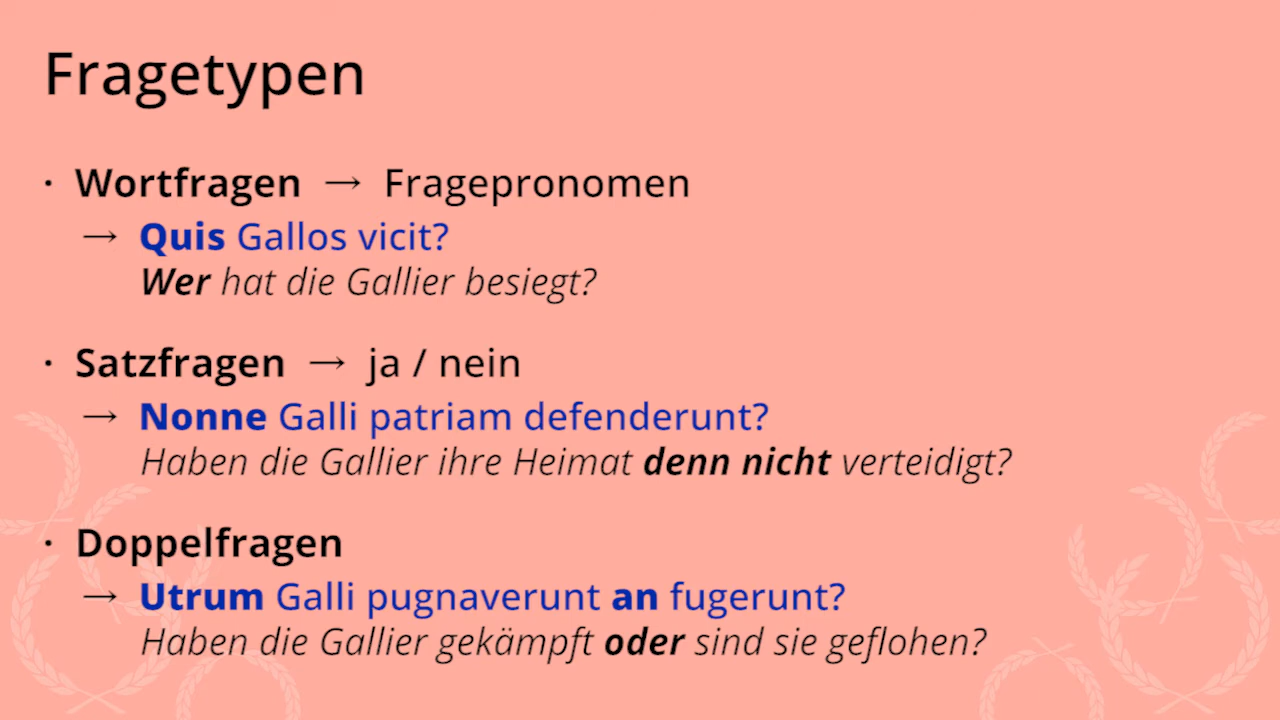 Fragetypen
· Wortfragen → Fragepronomen
→ Quis Gallos vicit?
Wer hat die Gallier besiegt?
· Satzfragen → ja / nein
→ Nonne Galli patriam defenderunt?
Haben die Gallier ihre Heimat denn nicht verteidigt?
· Doppelfragen
→ Utrum Galli pugnaverunt an fugerunt?
Haben die Gallier gekämpft oder sind sie geflohen?